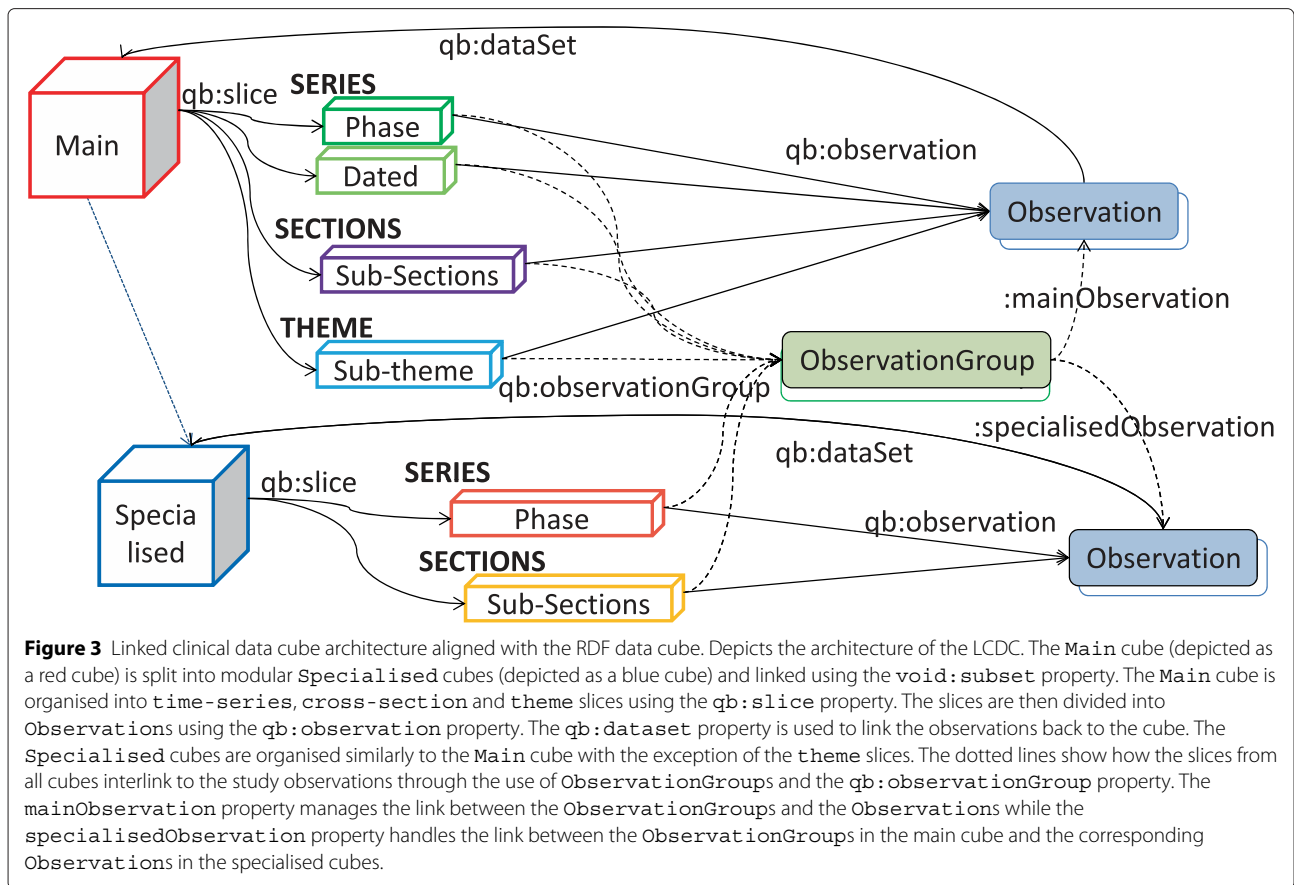 qb:dataSet
qb:slice
SERIES
Phase
Main
Dated
qb:observation
Observation
SECTIONS
Sub-Sections
:mainObservation
THEME
Sub-theme
ObservationGroup
qb:observationGroup
:specialisedObservation
qb:dataSet
qb:slice
SERIES
Phase
Specia
lised
qb:observation
Observation
SECTIONS
Sub-Sections
Figure 3 Linked clinical data cube architecture aligned with the RDF data cube. Depicts the architecture of the LCDC. The Main cube (depicted as
a red cube) is split into modular Specialised cubes (depicted as a blue cube) and linked using the void:subset property. The Main cube is
organised into time-series, cross-section and theme slices using the qb:slice property. The slices are then divided into
Observations using the qb:observation property. The qb:dataset property is used to link the observations back to the cube. The
Specialised cubes are organised similarly to the Main cube with the exception of the theme slices. The dotted lines show how the slices from
all cubes interlink to the study observations through the use of ObservationGroups and the qb:observationGroup property. The
mainObservation property manages the link between the ObservationGroups and the Observations while the
specialisedObservation property handles the link between the ObservationGroups in the main cube and the corresponding
Observations in the specialised cubes.